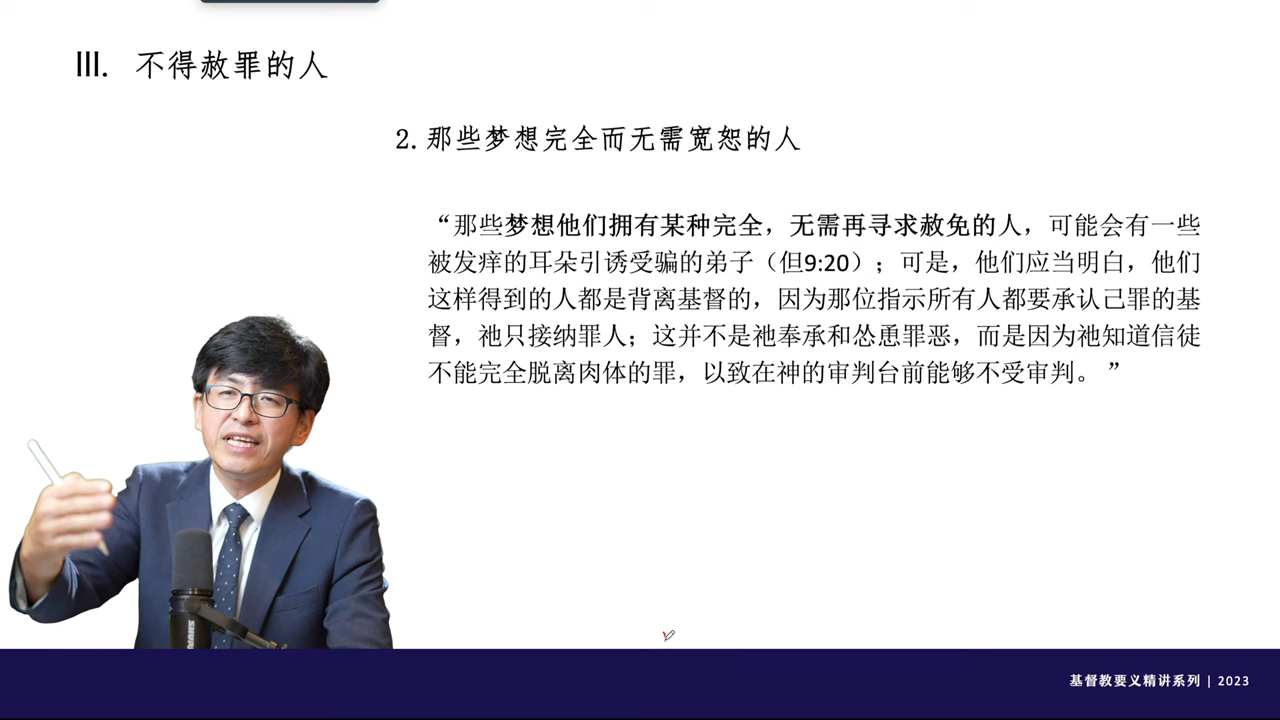 III. 不得赦罪的人
2. 那些梦想完全而无需宽恕的人
“那些梦想他们拥有某种完全，无需再寻求赦免的人，可能会有一些
被发痒的耳朵引诱受骗的弟子（但9:20）；可是，他们应当明白，他们
这样得到的人都是背离基督的，因为那位指示所有人都要承认己罪的基
督，祂只接纳罪人；这并不是祂奉承和怂恿罪恶，而是因为祂知道信徒
不能完全脱离肉体的罪，以致在神的审判台前能够不受审判。”
SHURE
基督教要义精讲系列 | 2023